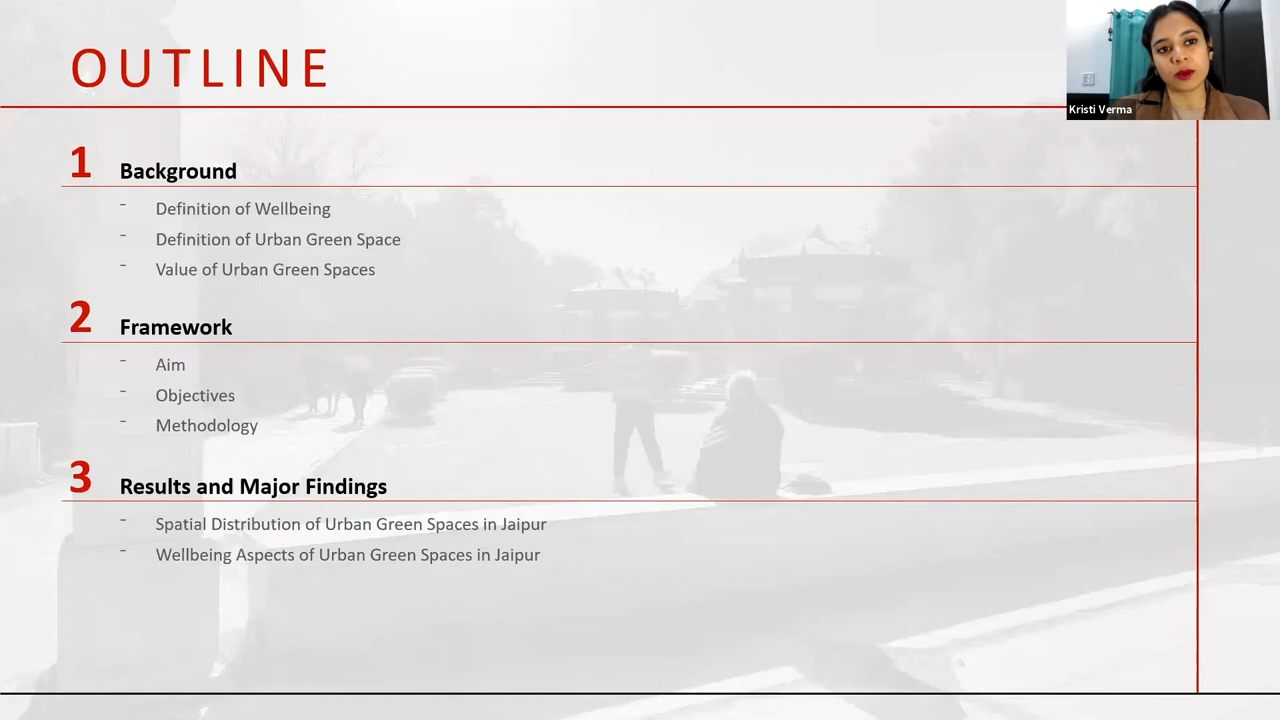 OUTLINE
Kristi Verma
1 Background
- Definition of Wellbeing
- Definition of Urban Green Space
- Value of Urban Green Spaces
2 Framework
- Aim
- Objectives
- Methodology
3 Results and Major Findings
- Spatial Distribution of Urban Green Spaces in Jaipur
- Wellbeing Aspects of Urban Green Spaces in Jaipur